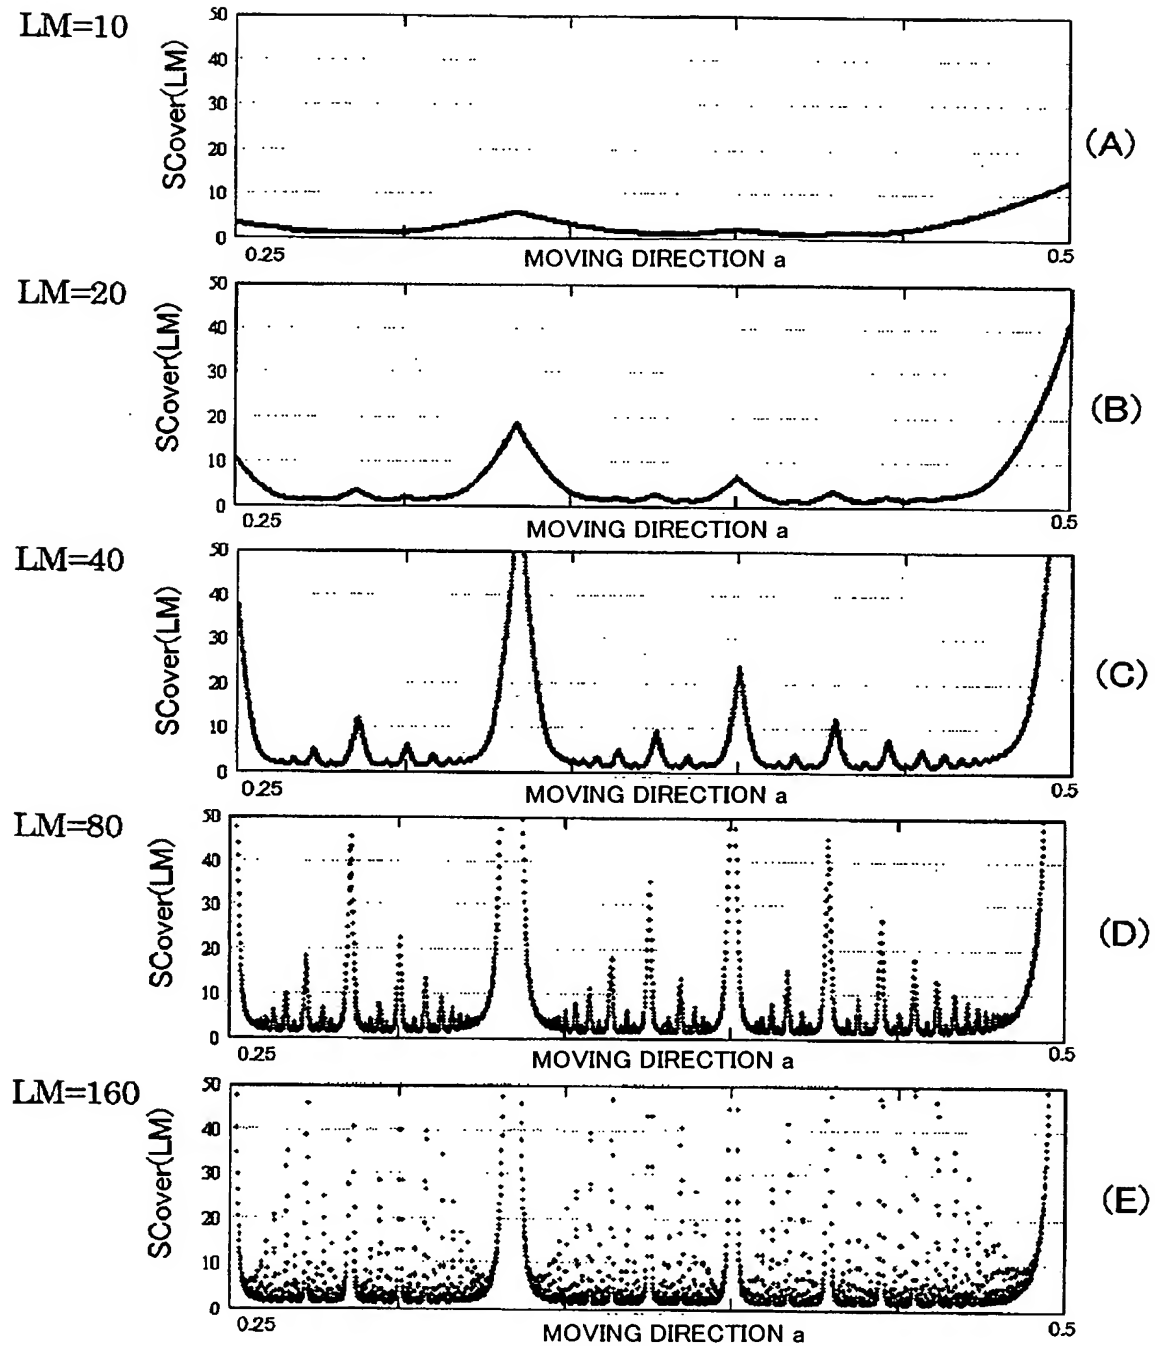 LM=10
SCover(LM)
50
40
30
20
10
0
0.25
MOVING DIRECTION a
0.5
(A)
LM=20
SCover(LM)
50
40
30
20
10
0
0.25
MOVING DIRECTION a
0.5
(B)
LM=40
SCover(LM)
50
40
30
20
10
0
0.25
MOVING DIRECTION a
0.5
(C)
LM=80
SCover(LM)
50
40
30
20
10
0
0.25
MOVING DIRECTION a
0.5
(D)
LM=160
SCover(LM)
50
40
30
20
10
0
0.25
MOVING DIRECTION a
0.5
(E)